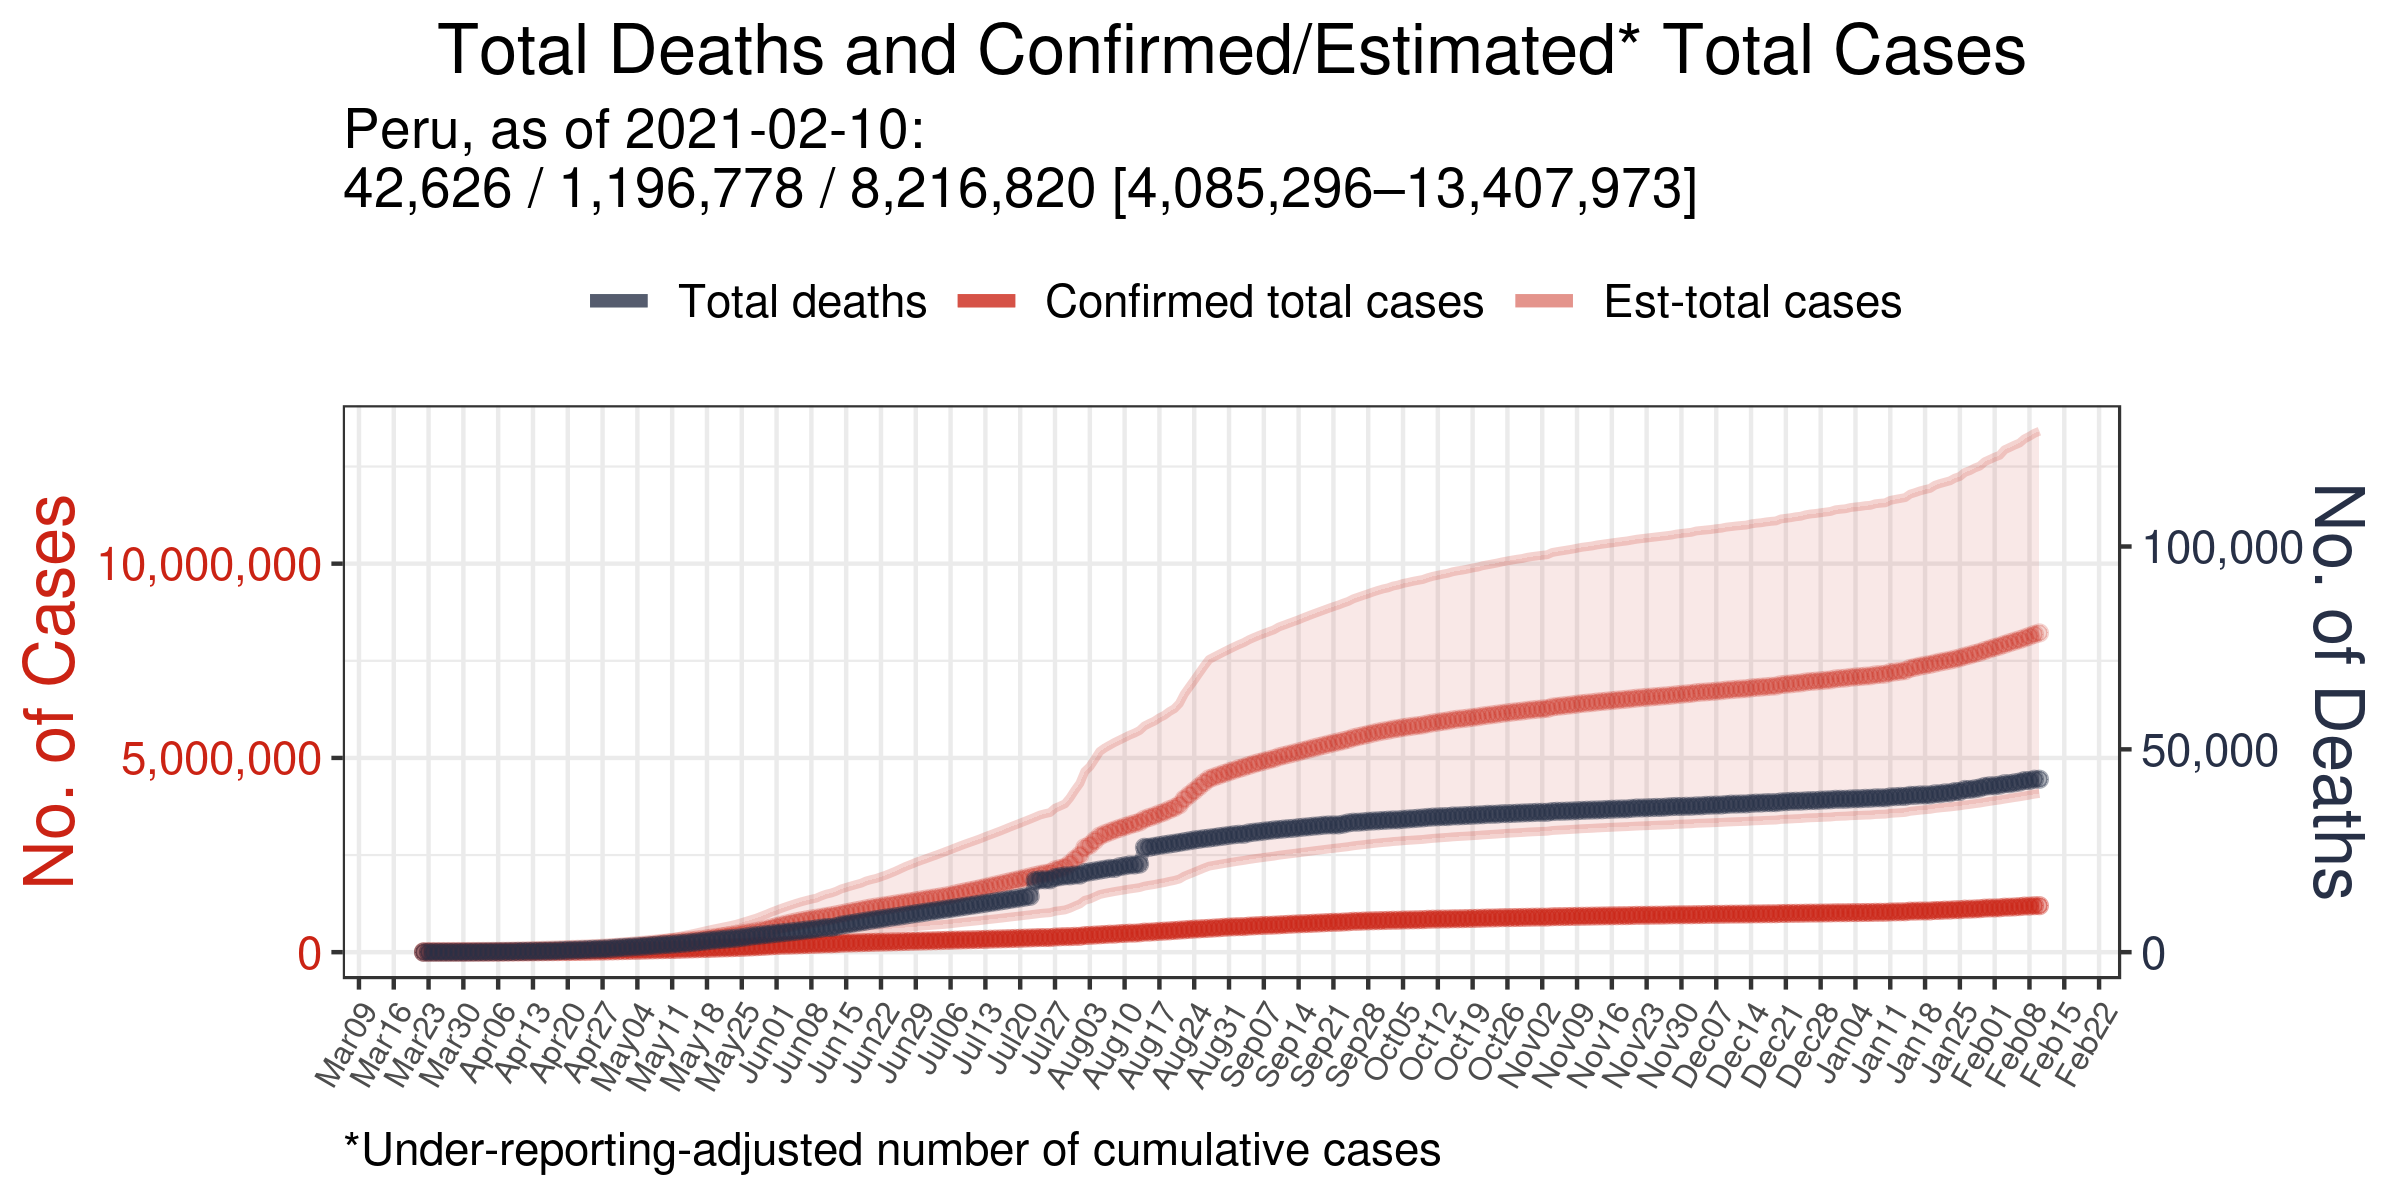 Total Deaths and Confirmed/Estimated* Total Cases
Peru, as of 2021-02-10:
42,626 / 1,196,778 / 8,216,820 [4,085,296–13,407,973]
Total deaths
Confirmed total cases
Est-total cases
No. of Cases
10,000,000
5,000,000
0
100,000
50,000
0
No. of Deaths
Mar09
Mar16
Mar23
Mar30
Apr06
Apr13
Apr20
Apr27
May04
May11
May18
May25
Jun01
Jun08
Jun15
Jun22
Jun29
Jul06
Jul13
Jul20
Jul27
Aug03
Aug10
Aug17
Aug24
Aug31
Sep07
Sep14
Sep21
Sep28
Oct05
Oct12
Oct19
Oct26
Nov02
Nov09
Nov16
Nov23
Nov30
Dec07
Dec14
Dec21
Dec28
Jan04
Jan11
Jan18
Jan25
Feb01
Feb08
Feb15
Feb22
*Under-reporting-adjusted number of cumulative cases